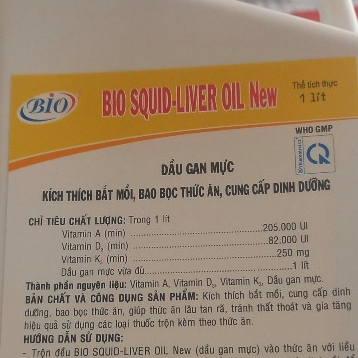 BIO
BIO SQUID-LIVER OIL New
Thể tích thực
1 lít
WHO GMP
DẦU GAN MỰC
KÍCH THÍCH BẮT MỒI, BAO BỌC THỨC ĂN, CUNG CẤP DINH DƯỠNG
CHỈ TIÊU CHẤT LƯỢNG: Trong 1 lít
Vitamin A (min) ...205.000 UI
Vitamin D₃ (min) ...82.000 UI
Vitamin K₃ (min) ...250 mg
Dầu gan mực vừa đủ...1 lít
Thành phần nguyên liệu: Vitamin A, Vitamin D₃, Vitamin K₃, Dầu gan mực.
BẢN CHẤT VÀ CÔNG DỤNG SẢN PHẨM: Kích thích bắt mồi, cung cấp dinh
dưỡng, bao bọc thức ăn, giúp thức ăn lâu tan rã, tránh thất thoát và gia tăng
hiệu quả sử dụng các loại thuốc trộn kèm theo thức ăn.
HƯỚNG DẪN SỬ DỤNG:
- Trộn đều BIO SQUID-LIVER OIL New (dầu gan mực) vào thức ăn với liều